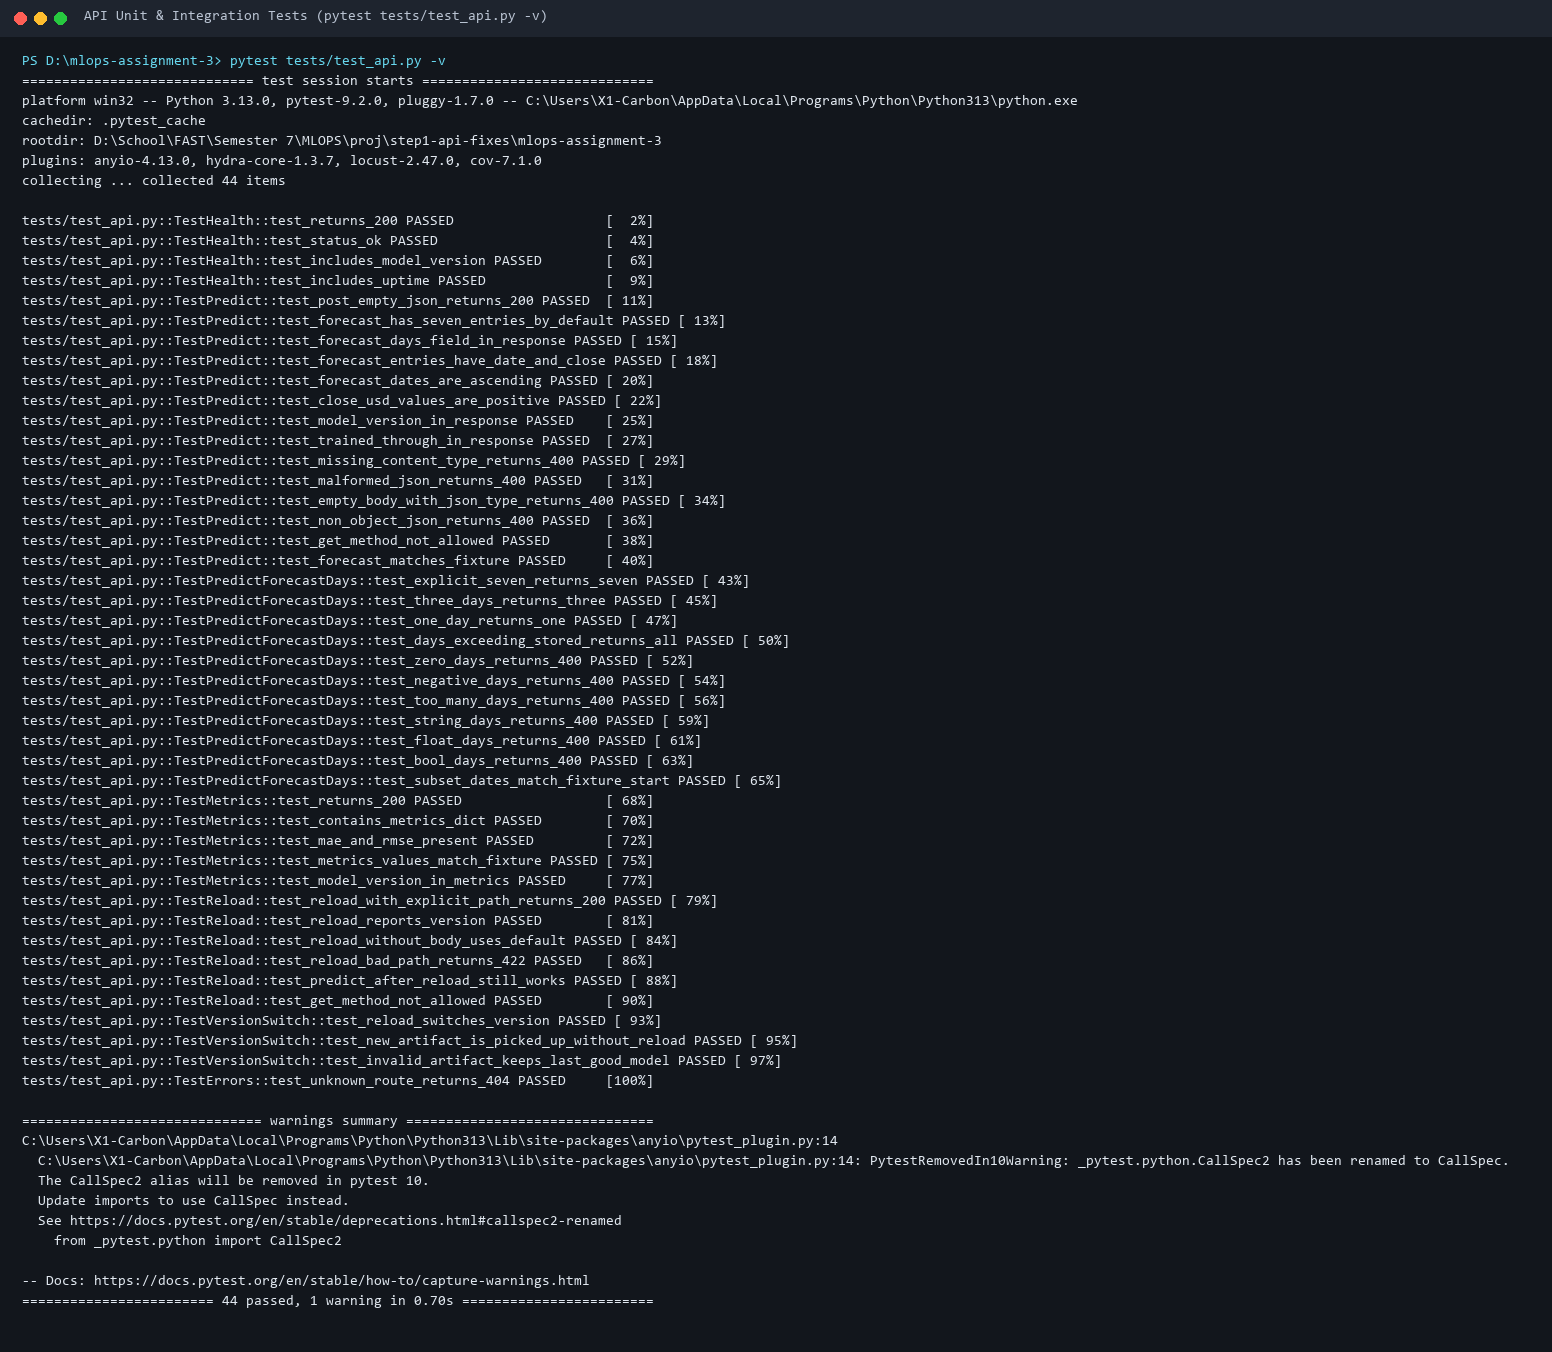 API Unit & Integration Tests (pytest tests/test_api.py -v)
PS D:\mlops-assignment-3> pytest tests/test_api.py -v
============================= test session starts =============================
platform win32 -- Python 3.13.0, pytest-9.2.0, pluggy-1.7.0 -- C:\Users\X1-Carbon\AppData\Local\Programs\Python\Python313\python.exe
cachedir: .pytest_cache
rootdir: D:\School\FAST\Semester 7\MLOPS\proj\step1-api-fixes\mlops-assignment-3
plugins: anyio-4.13.0, hydra-core-1.3.7, locust-2.47.0, cov-7.1.0
collecting ... collected 44 items
tests/test_api.py::TestHealth::test_returns_200 PASSED                   [  2%]
tests/test_api.py::TestHealth::test_status_ok PASSED                     [  4%]
tests/test_api.py::TestHealth::test_includes_model_version PASSED        [  6%]
tests/test_api.py::TestHealth::test_includes_uptime PASSED               [  9%]
tests/test_api.py::TestPredict::test_post_empty_json_returns_200 PASSED  [ 11%]
tests/test_api.py::TestPredict::test_forecast_has_seven_entries_by_default PASSED [ 13%]
tests/test_api.py::TestPredict::test_forecast_days_field_in_response PASSED [ 15%]
tests/test_api.py::TestPredict::test_forecast_entries_have_date_and_close PASSED [ 18%]
tests/test_api.py::TestPredict::test_forecast_dates_are_ascending PASSED [ 20%]
tests/test_api.py::TestPredict::test_close_usd_values_are_positive PASSED [ 22%]
tests/test_api.py::TestPredict::test_model_version_in_response PASSED    [ 25%]
tests/test_api.py::TestPredict::test_trained_through_in_response PASSED  [ 27%]
tests/test_api.py::TestPredict::test_missing_content_type_returns_400 PASSED [ 29%]
tests/test_api.py::TestPredict::test_malformed_json_returns_400 PASSED   [ 31%]
tests/test_api.py::TestPredict::test_empty_body_with_json_type_returns_400 PASSED [ 34%]
tests/test_api.py::TestPredict::test_non_object_json_returns_400 PASSED  [ 36%]
tests/test_api.py::TestPredict::test_get_method_not_allowed PASSED       [ 38%]
tests/test_api.py::TestPredict::test_forecast_matches_fixture PASSED     [ 40%]
tests/test_api.py::TestPredictForecastDays::test_explicit_seven_returns_seven PASSED [ 43%]
tests/test_api.py::TestPredictForecastDays::test_three_days_returns_three PASSED [ 45%]
tests/test_api.py::TestPredictForecastDays::test_one_day_returns_one PASSED [ 47%]
tests/test_api.py::TestPredictForecastDays::test_days_exceeding_stored_returns_all PASSED [ 50%]
tests/test_api.py::TestPredictForecastDays::test_zero_days_returns_400 PASSED [ 52%]
tests/test_api.py::TestPredictForecastDays::test_negative_days_returns_400 PASSED [ 54%]
tests/test_api.py::TestPredictForecastDays::test_too_many_days_returns_400 PASSED [ 56%]
tests/test_api.py::TestPredictForecastDays::test_string_days_returns_400 PASSED [ 59%]
tests/test_api.py::TestPredictForecastDays::test_float_days_returns_400 PASSED [ 61%]
tests/test_api.py::TestPredictForecastDays::test_bool_days_returns_400 PASSED [ 63%]
tests/test_api.py::TestPredictForecastDays::test_subset_dates_match_fixture_start PASSED [ 65%]
tests/test_api.py::TestMetrics::test_returns_200 PASSED                  [ 68%]
tests/test_api.py::TestMetrics::test_contains_metrics_dict PASSED        [ 70%]
tests/test_api.py::TestMetrics::test_mae_and_rmse_present PASSED         [ 72%]
tests/test_api.py::TestMetrics::test_metrics_values_match_fixture PASSED [ 75%]
tests/test_api.py::TestMetrics::test_model_version_in_metrics PASSED     [ 77%]
tests/test_api.py::TestReload::test_reload_with_explicit_path_returns_200 PASSED [ 79%]
tests/test_api.py::TestReload::test_reload_reports_version PASSED        [ 81%]
tests/test_api.py::TestReload::test_reload_without_body_uses_default PASSED [ 84%]
tests/test_api.py::TestReload::test_reload_bad_path_returns_422 PASSED   [ 86%]
tests/test_api.py::TestReload::test_predict_after_reload_still_works PASSED [ 88%]
tests/test_api.py::TestReload::test_get_method_not_allowed PASSED        [ 90%]
tests/test_api.py::TestVersionSwitch::test_reload_switches_version PASSED [ 93%]
tests/test_api.py::TestVersionSwitch::test_new_artifact_is_picked_up_without_reload PASSED [ 95%]
tests/test_api.py::TestVersionSwitch::test_invalid_artifact_keeps_last_good_model PASSED [ 97%]
tests/test_api.py::TestErrors::test_unknown_route_returns_404 PASSED     [100%]
============================== warnings summary ===============================
C:\Users\X1-Carbon\AppData\Local\Programs\Python\Python313\Lib\site-packages\anyio\pytest_plugin.py:14
  C:\Users\X1-Carbon\AppData\Local\Programs\Python\Python313\Lib\site-packages\anyio\pytest_plugin.py:14: PytestRemovedIn10Warning: _pytest.python.CallSpec2 has been renamed to CallSpec.
  The CallSpec2 alias will be removed in pytest 10.
  Update imports to use CallSpec instead.
  See https://docs.pytest.org/en/stable/deprecations.html#callspec2-renamed
    from _pytest.python import CallSpec2
-- Docs: https://docs.pytest.org/en/stable/how-to/capture-warnings.html
======================== 44 passed, 1 warning in 0.70s ========================